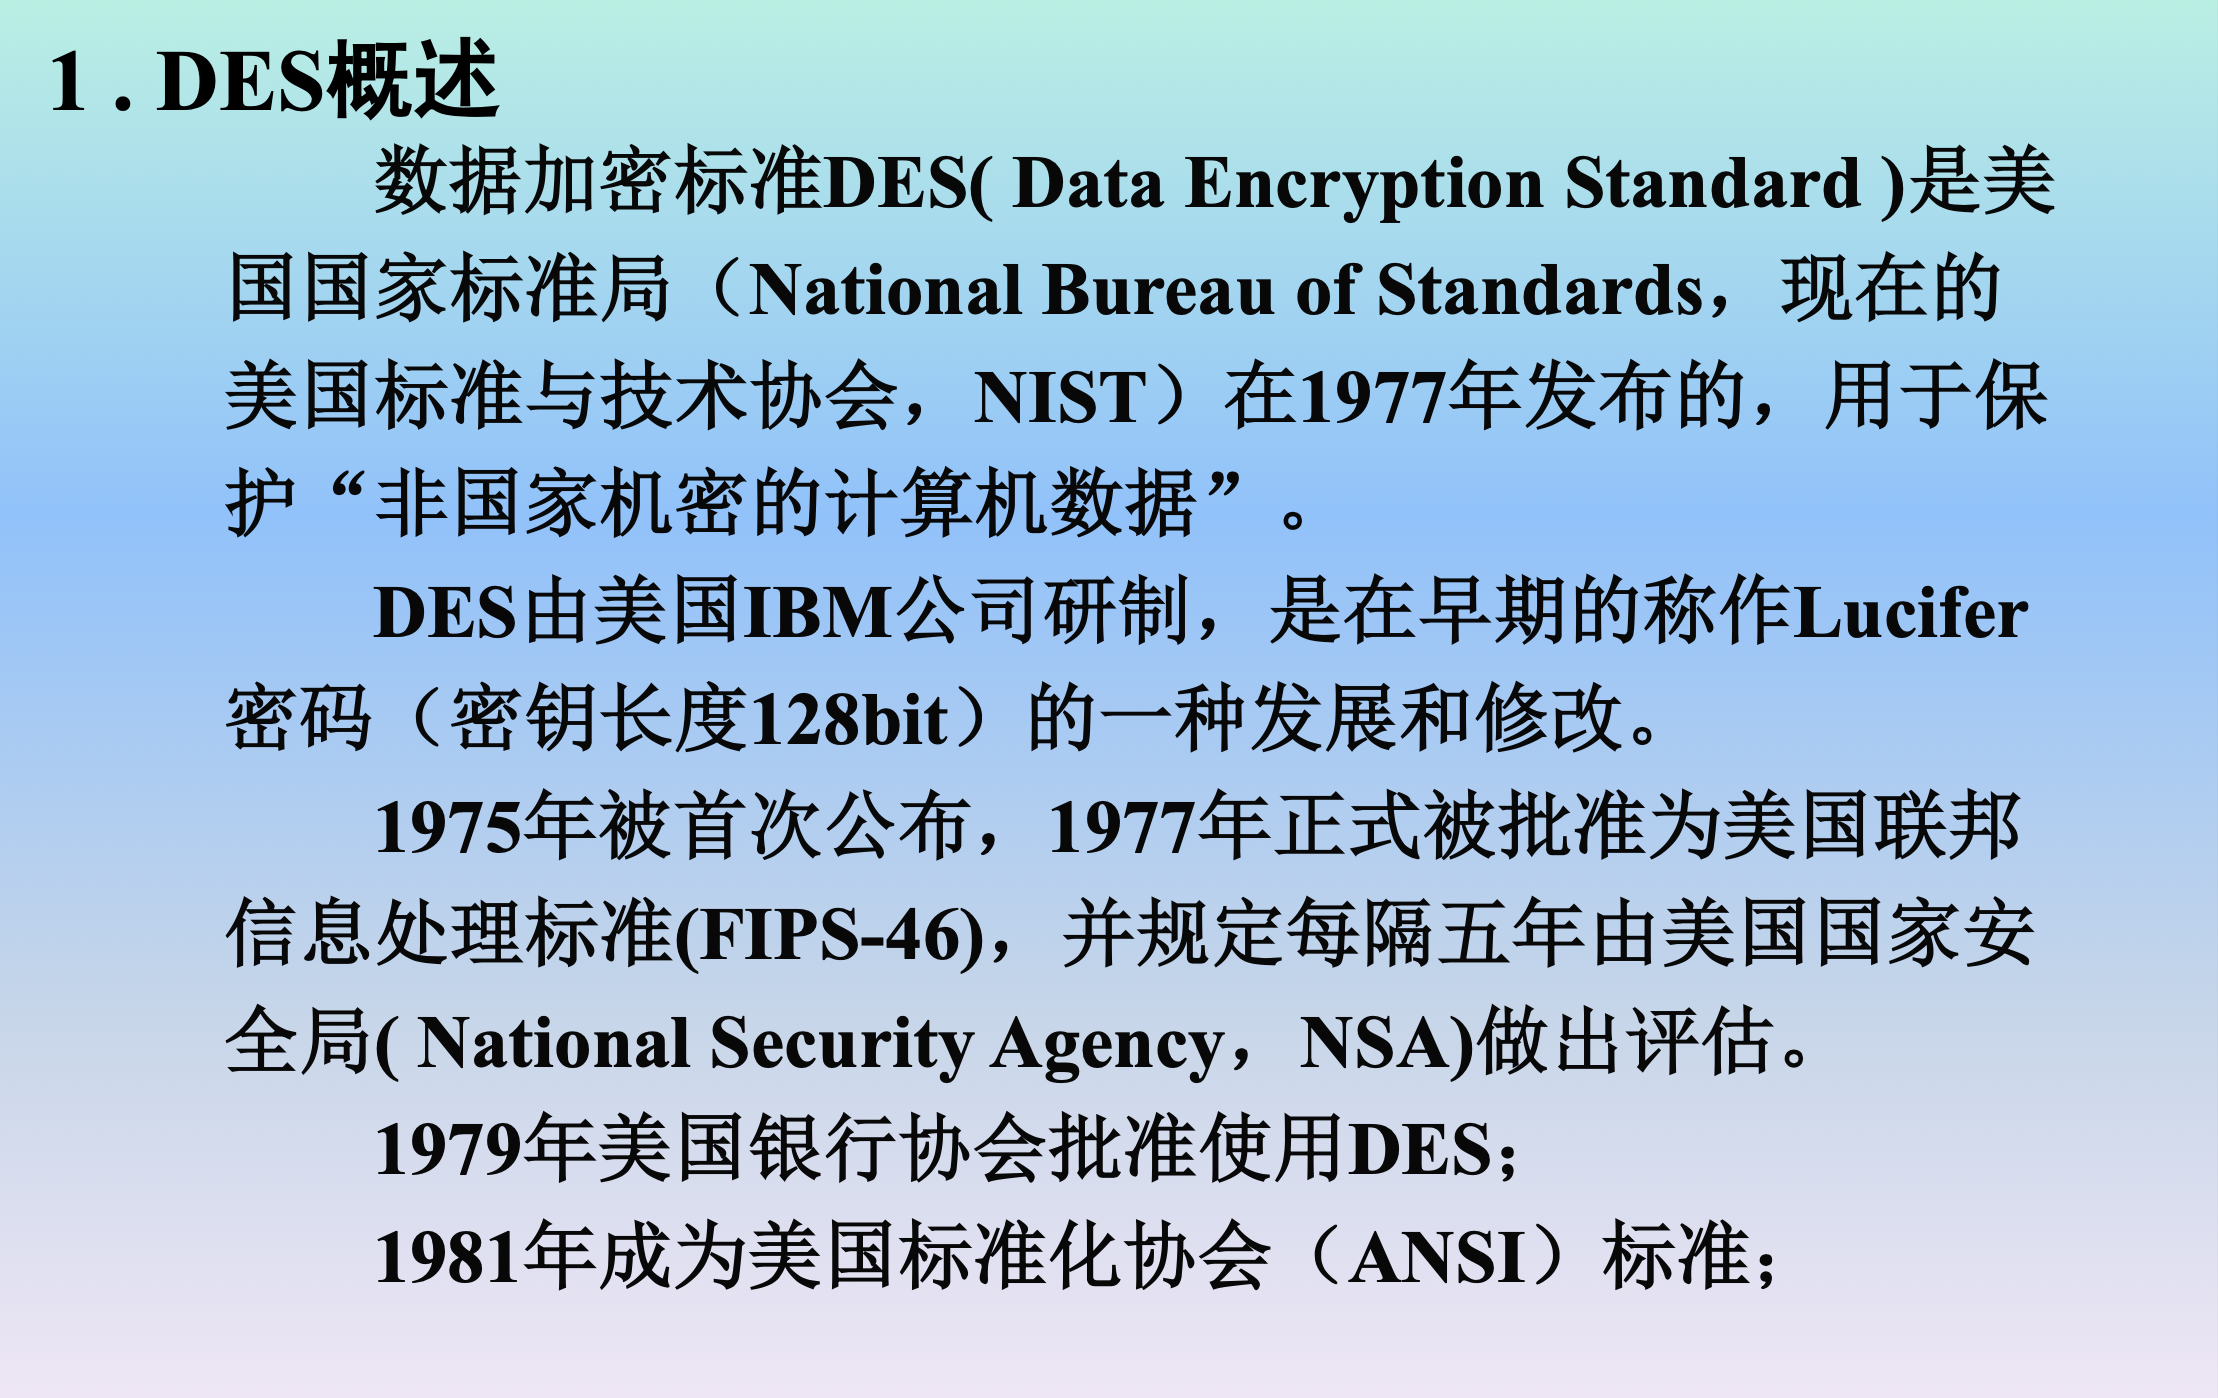 1 . DES概述
数据加密标准DES( Data Encryption Standard )是美
国国家标准局（National Bureau of Standards，现在的
美国标准与技术协会，NIST）在1977年发布的，用于保
护“非国家机密的计算机数据”。
DES由美国IBM公司研制，是在早期的称作Lucifer
密码（密钥长度128bit）的一种发展和修改。
1975年被首次公布，1977年正式被批准为美国联邦
信息处理标准(FIPS-46)，并规定每隔五年由美国国家安
全局( National Security Agency，NSA)做出评估。
1979年美国银行协会批准使用DES；
1981年成为美国标准化协会（ANSI）标准；